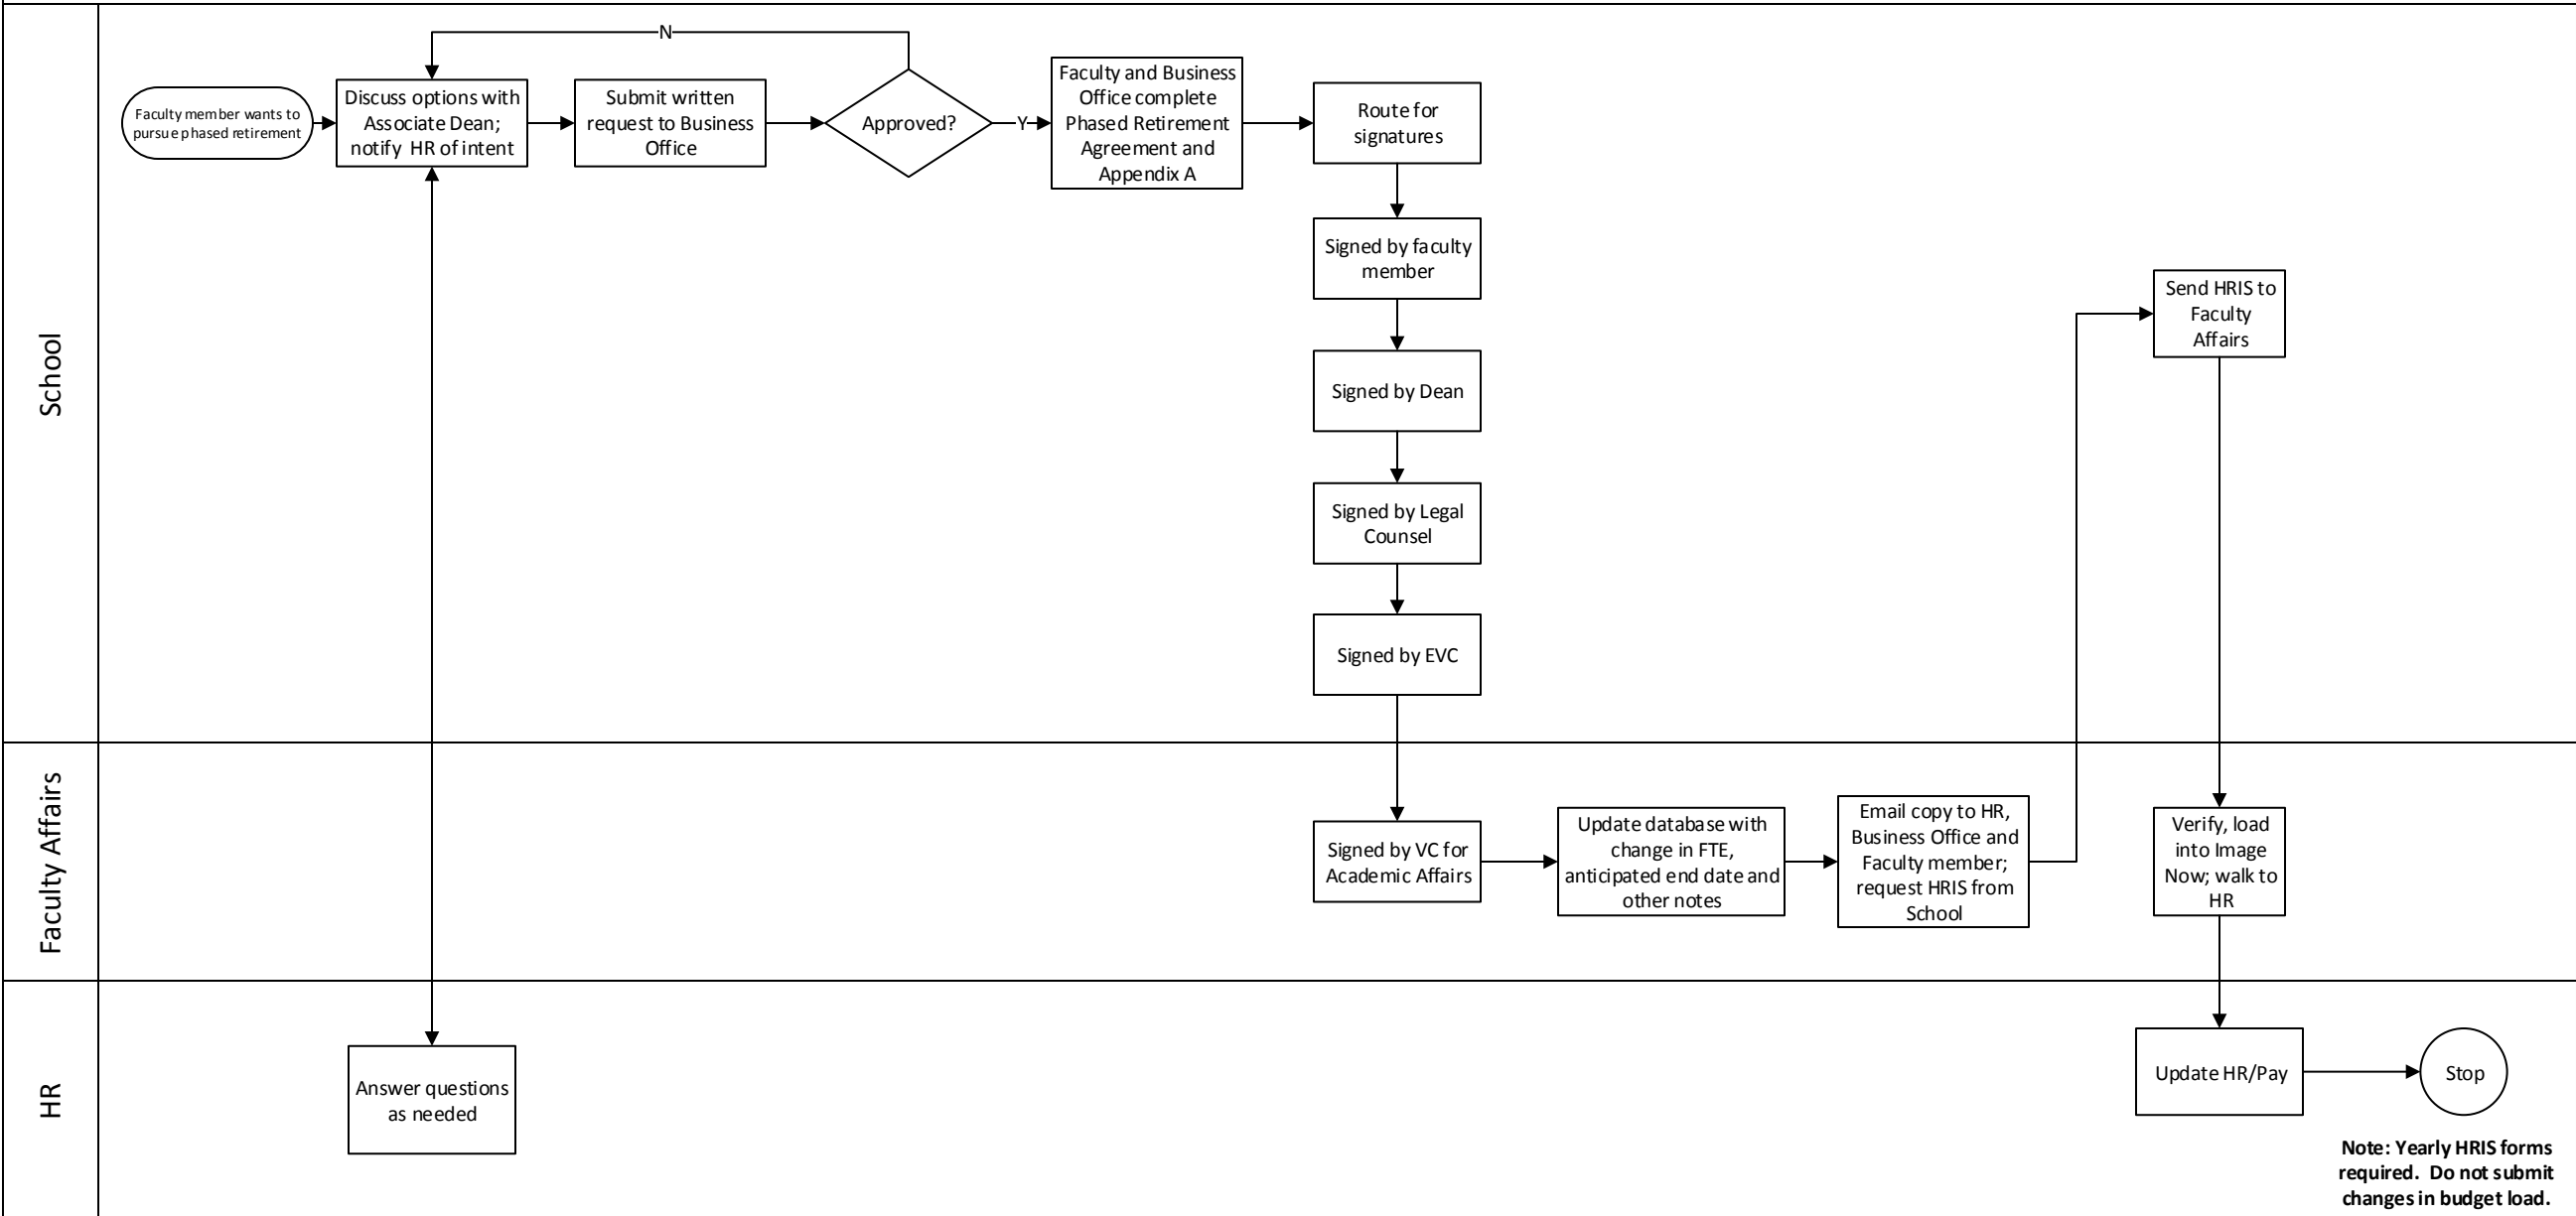 School
Faculty member wants to
pursue phased retirement
Discuss options with
Associate Dean;
notify HR of intent
Submit written
request to Business
Office
N
Approved?
Y
Faculty and Business
Office complete
Phased Retirement
Agreement and
Appendix A
Route for
signatures
Signed by faculty
member
Signed by Dean
Signed by Legal
Counsel
Signed by EVC
Send HRIS to
Faculty
Affairs
Faculty Affairs
Signed by VC for
Academic Affairs
Update database with
change in FTE,
anticipated end date and
other notes
Email copy to HR,
Business Office and
Faculty member;
request HRIS from
School
Verify, load
into Image
Now; walk to
HR
HR
Answer questions
as needed
Update HR/Pay
Stop
Note: Yearly HRIS forms
required. Do not submit
changes in budget load.